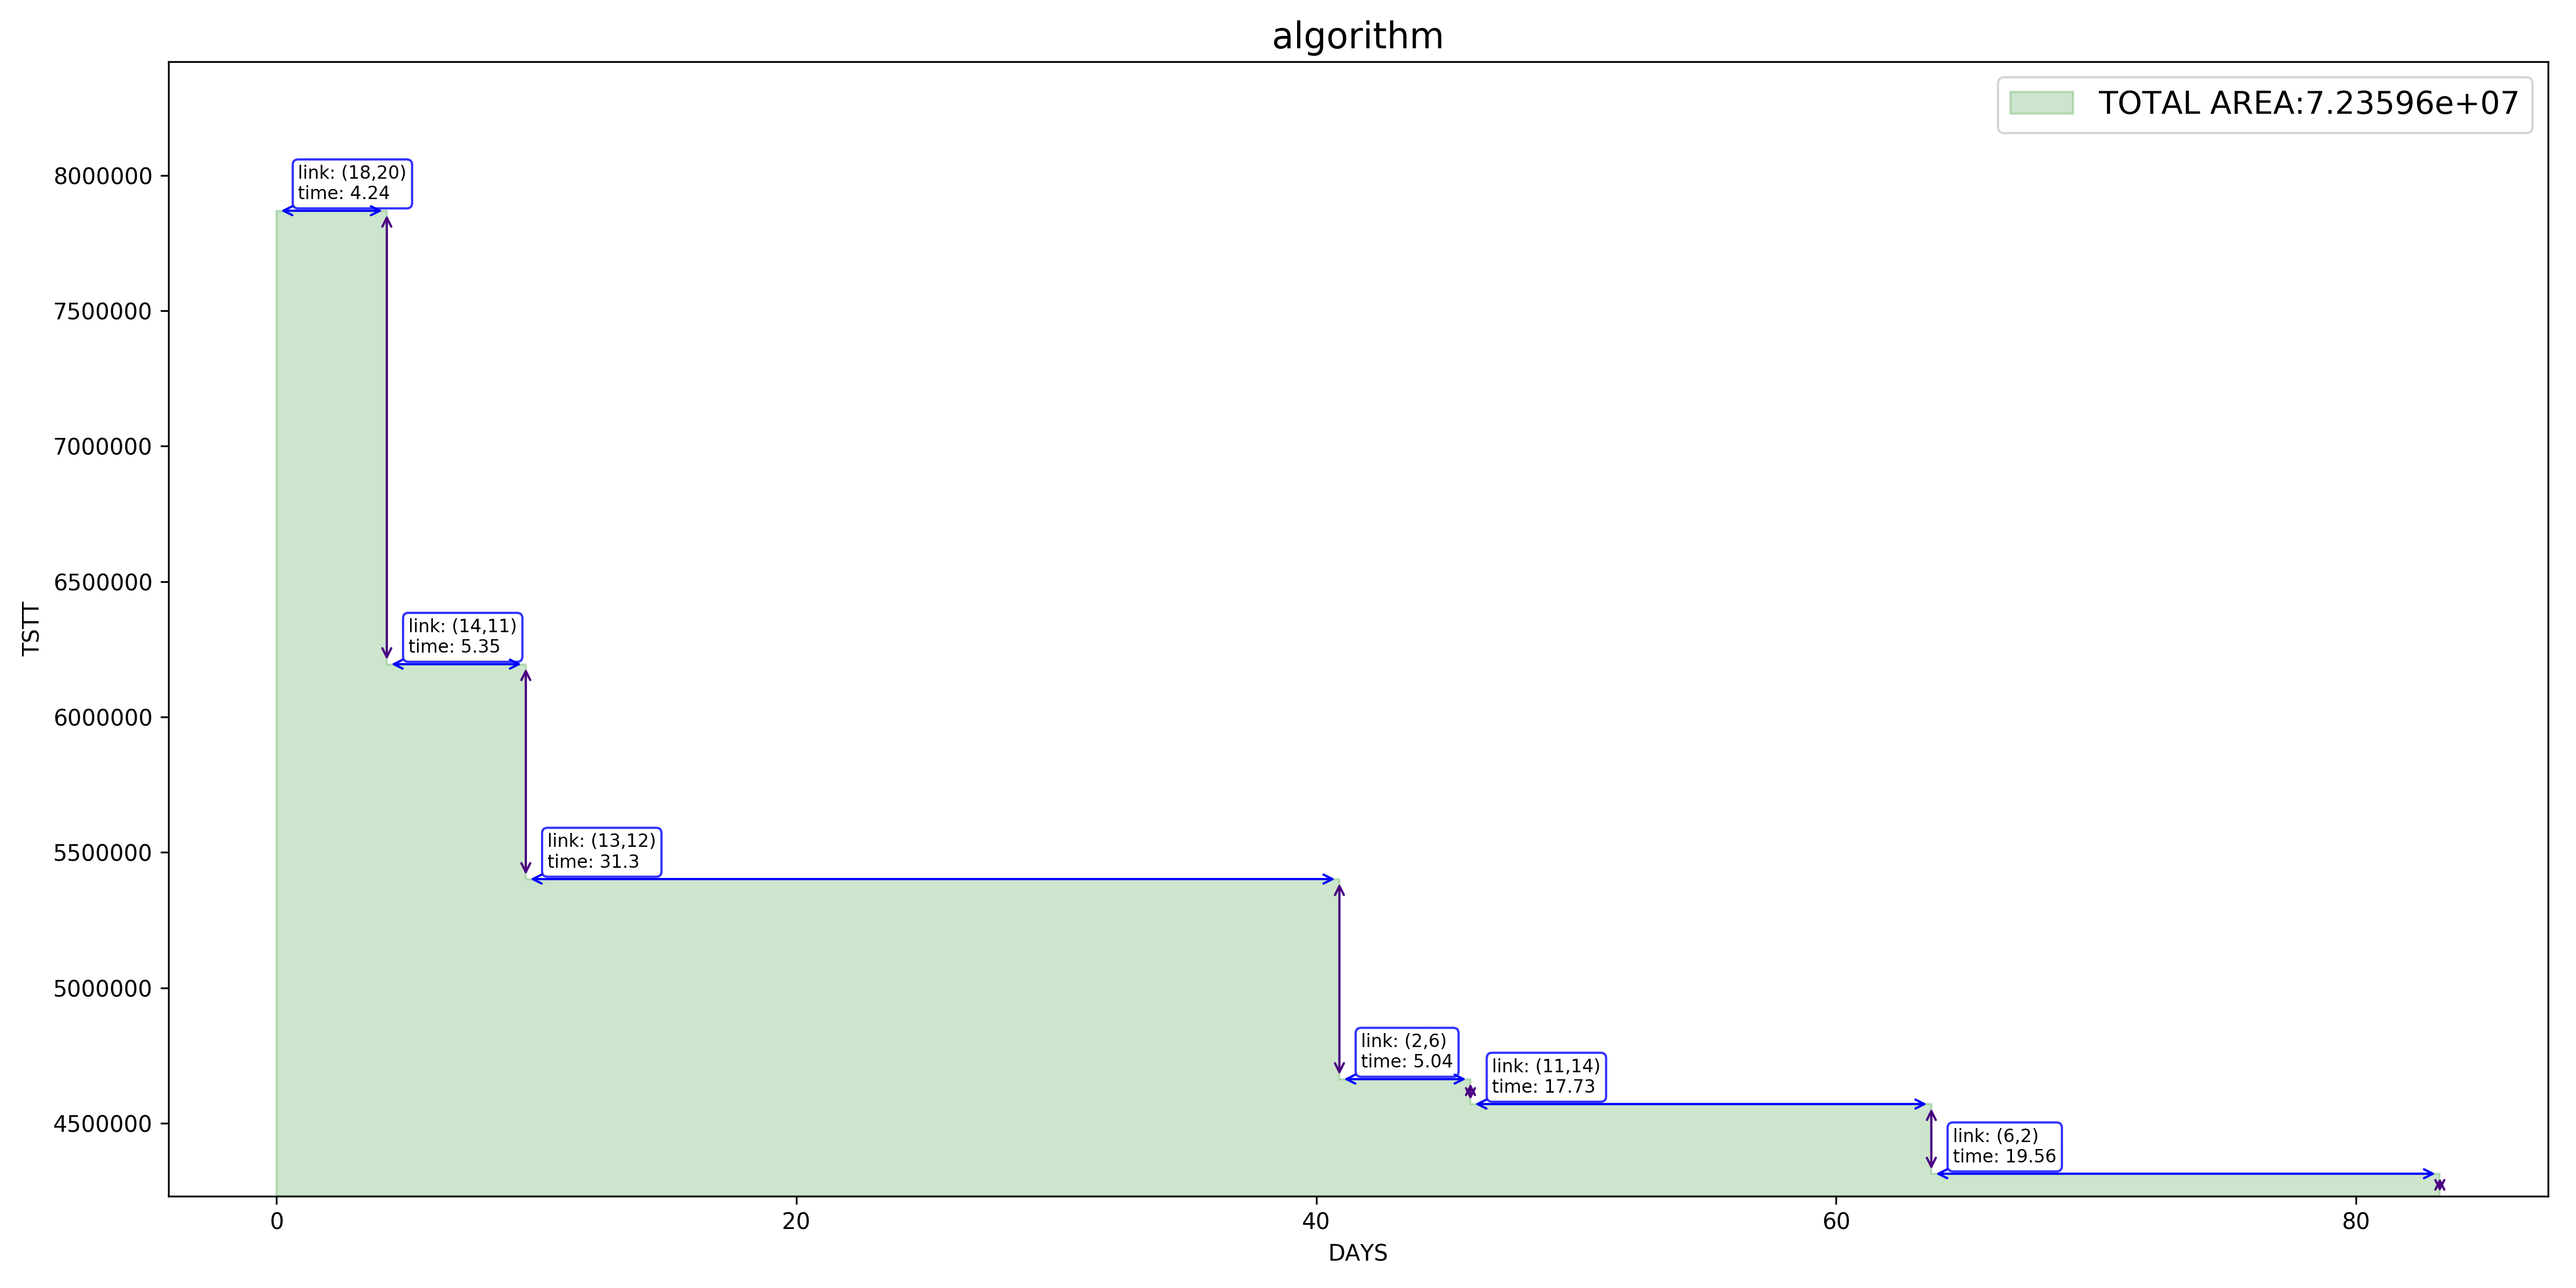 algorithm
TOTAL AREA:7.23596e+07
TSTT
8000000
7500000
7000000
6500000
6000000
5500000
5000000
4500000
link: (18,20)
time: 4.24
link: (14,11)
time: 5.35
link: (13,12)
time: 31.3
link: (2,6)
time: 5.04
link: (11,14)
time: 17.73
link: (6,2)
time: 19.56
0 20 40 60 80
DAYS